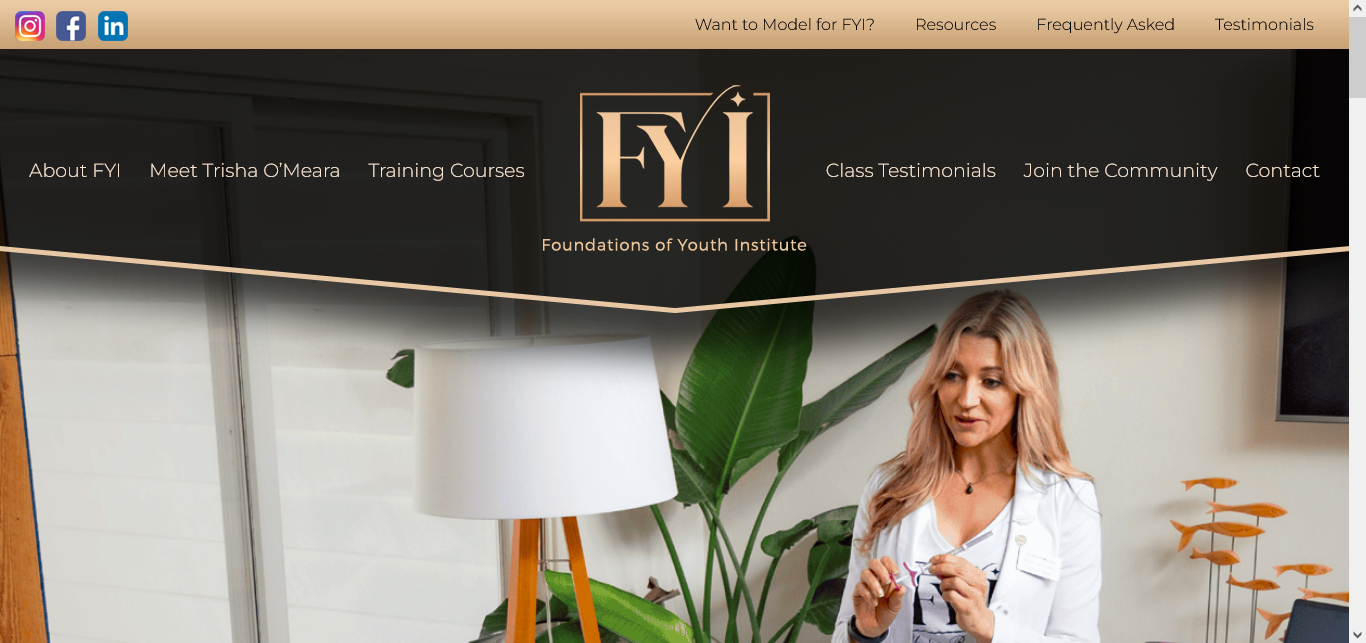 Want to Model for FYI? Resources Frequently Asked Testimonials
FYI
About FYI Meet Trisha O'Meara Training Courses Class Testimonials Join the Community Contact
Foundations of Youth Institute
FYI